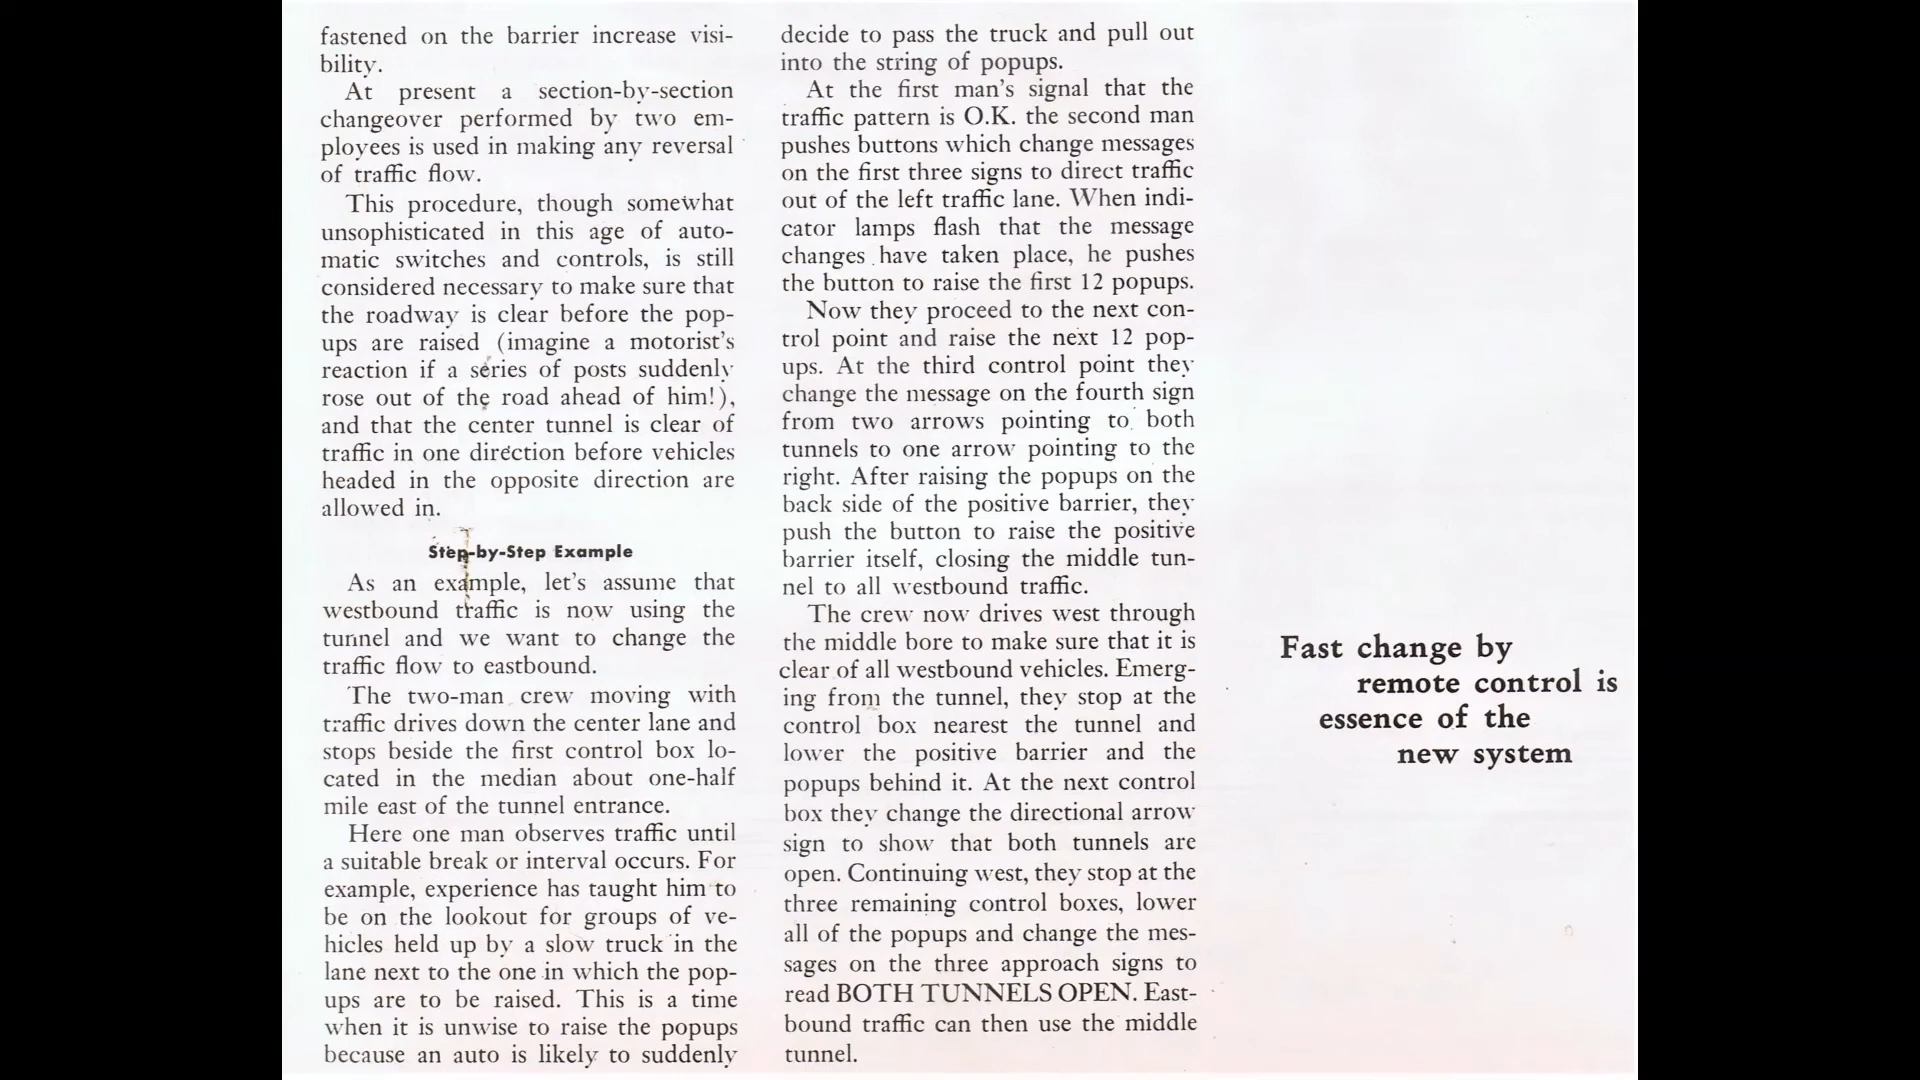 fastened on the barrier increase visi-
bility.
At present a section-by-section
changeover performed by two em-
ployees is used in making any reversal
of traffic flow.
This procedure, though somewhat
unsophisticated in this age of auto-
matic switches and controls, is still
considered necessary to make sure that
the roadway is clear before the pop-
ups are raised (imagine a motorist's
reaction if a series of posts suddenly
rose out of the road ahead of him!),
and that the center tunnel is clear of
traffic in one direction before vehicles
headed in the opposite direction are
allowed in.
Step-by-Step Example
As an example, let's assume that
westbound traffic is now using the
tunnel and we want to change the
traffic flow to eastbound.
The two-man crew moving with
traffic drives down the center lane and
stops beside the first control box lo-
cated in the median about one-half
mile east of the tunnel entrance.
Here one man observes traffic until
a suitable break or interval occurs. For
example, experience has taught him to
be on the lookout for groups of ve-
hicles held up by a slow truck in the
lane next to the one in which the pop-
ups are to be raised. This is a time
when it is unwise to raise the popups
because an auto is likely to suddenly
decide to pass the truck and pull out
into the string of popups.
At the first man's signal that the
traffic pattern is O.K. the second man
pushes buttons which change messages
on the first three signs to direct traffic
out of the left traffic lane. When indi-
cator lamps flash that the message
changes have taken place, he pushes
the button to raise the first 12 popups.
Now they proceed to the next con-
trol point and raise the next 12 pop-
ups. At the third control point they
change the message on the fourth sign
from two arrows pointing to both
tunnels to one arrow pointing to the
right. After raising the popups on the
back side of the positive barrier, they
push the button to raise the positive
barrier itself, closing the middle tun-
nel to all westbound traffic.
The crew now drives west through
the middle bore to make sure that it is
clear of all westbound vehicles. Emerg-
ing from the tunnel, they stop at the
control box nearest the tunnel and
lower the positive barrier and the
popups behind it. At the next control
box they change the directional arrow
sign to show that both tunnels are
open. Continuing west, they stop at the
three remaining control boxes, lower
all of the popups and change the mes-
sages on the three approach signs to
read BOTH TUNNELS OPEN. East-
bound traffic can then use the middle
tunnel.
Fast change by
remote control is
essence of the
new system